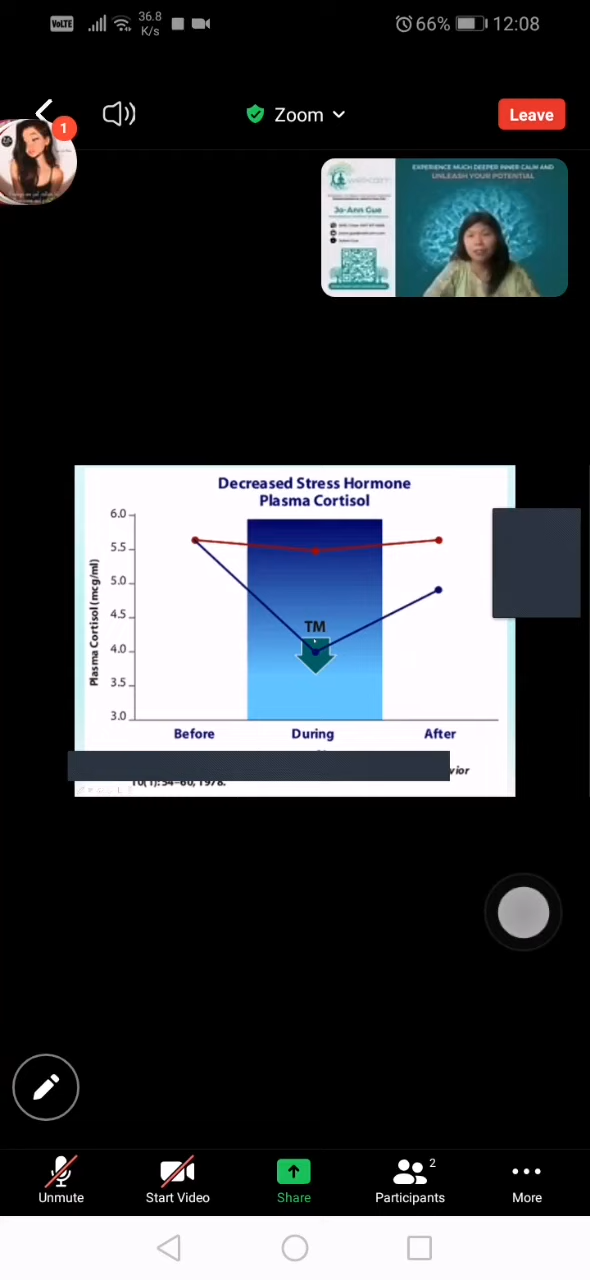 VoLTE
36.8
K/s
66%
12:08
1
Zoom
Leave
EXPERIENCE MUCH DEEPER INNER CALM AND
UNLEASH YOUR POTENTIAL
Jo-Ann Gue
Decreased Stress Hormone
Plasma Cortisol
Plasma Cortisol (mcg/ml)
6.0
5.5
5.0
4.5
4.0
3.5
3.0
TM
Before During After
vior
10(1): 54–60, 1978.
Unmute
Start Video
Share
Participants
2
More